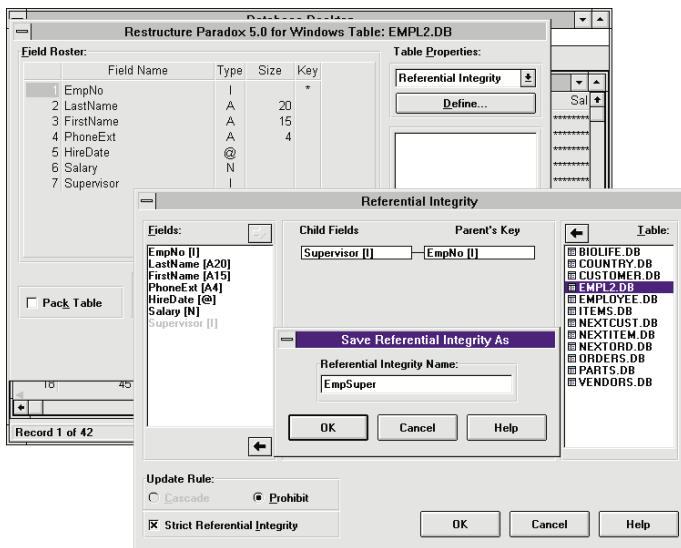 Database Desktop
Restructure Paradox 5.0 for Windows Table: EMPL2.DB
Field Roster:
Table Properties:
Field Name Type Size Key
Referential Integrity
Define...
1 EmpNo I *
2 LastName A 20
3 FirstName A 15
4 PhoneExt A 4
5 HireDate @
6 Salary N
7 Supervisor I
Sal
********
********
********
********
********
Pack Table
18 45
Record 1 of 42
Referential Integrity
Fields:
Child Fields Parent's Key
Table:
EmpNo [I]
LastName [A20]
FirstName [A15]
PhoneExt [A4]
HireDate [@]
Salary [N]
Supervisor [I]
Supervisor [I] EmpNo [I]
BIOLIFE.DB
COUNTRY.DB
CUSTOMER.DB
EMPL2.DB
EMPLOYEE.DB
ITEMS.DB
NEXTCUST.DB
NEXTITEM.DB
NEXTORD.DB
ORDERS.DB
PARTS.DB
VENDORS.DB
Save Referential Integrity As
Referential Integrity Name:
EmpSuper
OK Cancel Help
Update Rule:
Cascade Prohibit
Strict Referential Integrity
OK Cancel Help